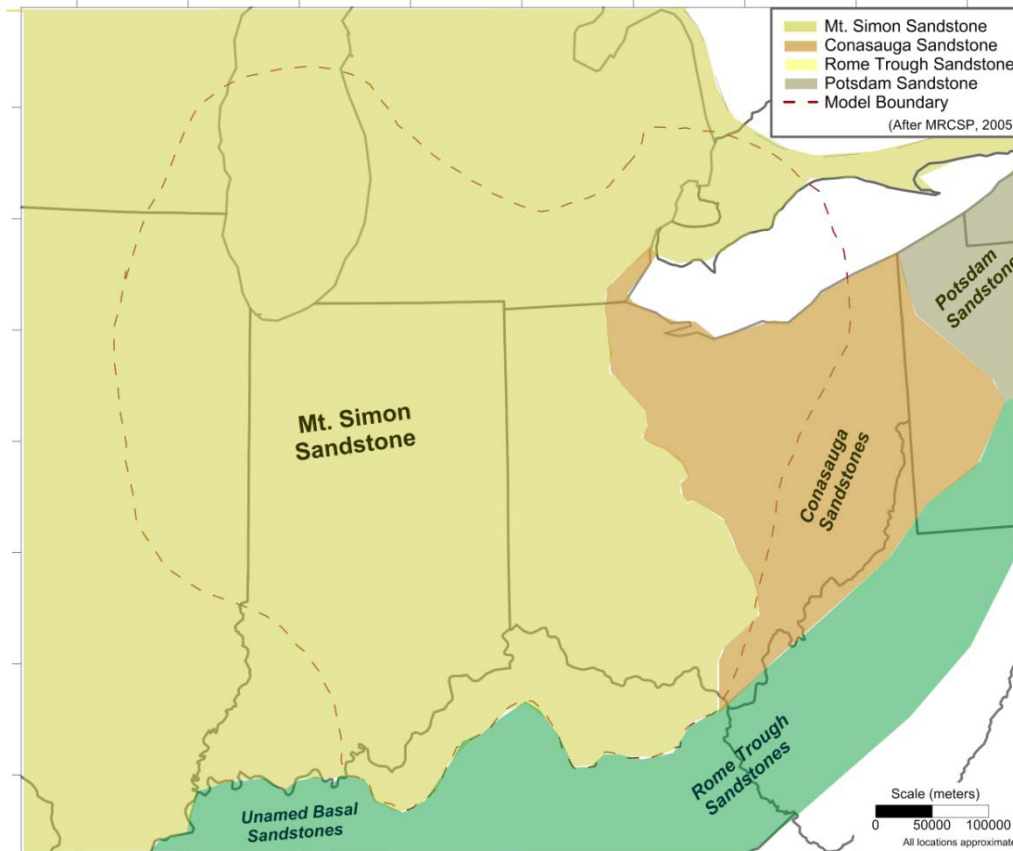 Mt. Simon Sandstone
Conasauga Sandstone
Rome Trough Sandstone
Potsdam Sandstone
Model Boundary
(After MRCSP, 2005
Potsdam
Sandstone
Mt. Simon
Sandstone
Conasauga
Sandstones
Rome Trough
Sandstones
Unamed Basal
Sandstones
Scale (meters)
0 50000 100000
All locations approximate